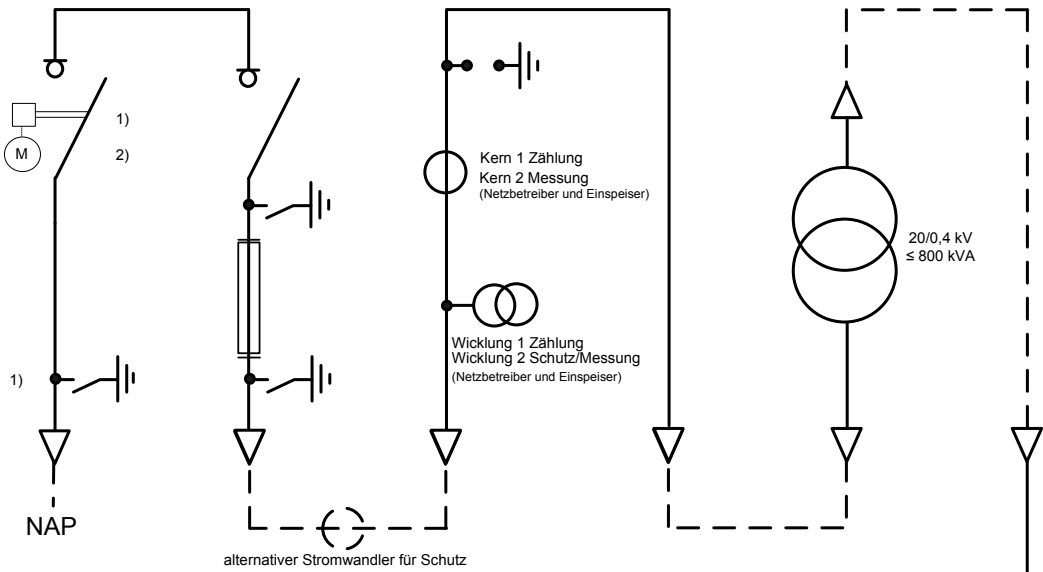 1)
M
2)
Kern 1 Zählung
Kern 2 Messung
(Netzbetreiber und Einspeiser)
20/0,4 kV
≤ 800 kVA
Wicklung 1 Zählung
Wicklung 2 Schutz/Messung
(Netzbetreiber und Einspeiser)
1)
NAP
alternativer Stromwandler für Schutz